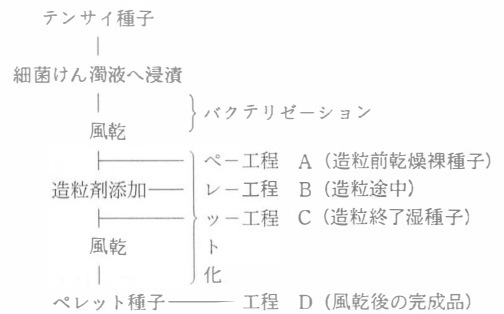 テンサイ種子
細菌けん濁液へ浸漬
バクテリゼーション
風乾
ペー工程 A（造粒前乾燥裸種子）
造粒剤添加 レー工程 B（造粒途中）
ッー工程 C（造粒終了湿種子）
風乾 ト
化
ペレット種子 工程 D（風乾後の完成品）